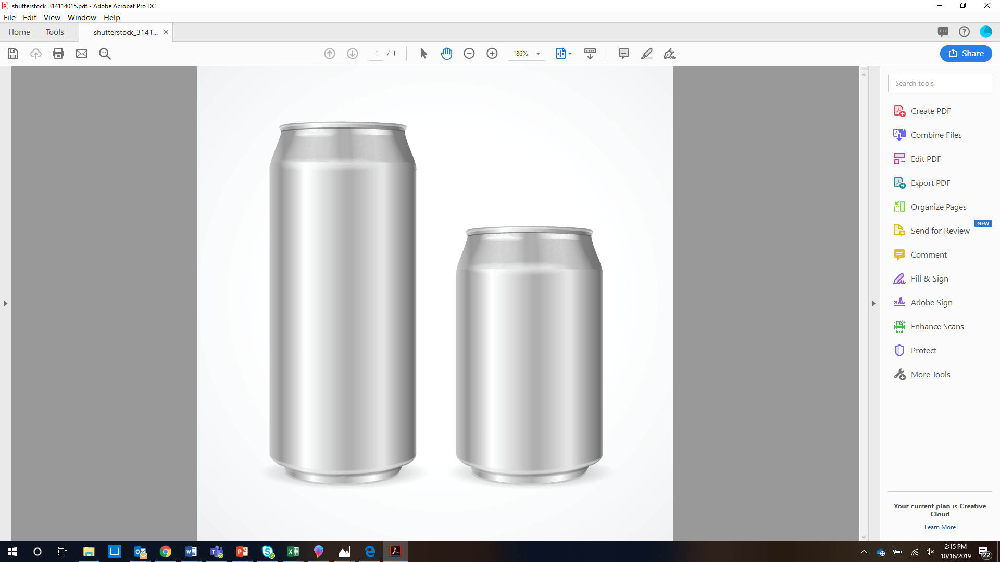 shutterstock_314114015.pdf - Adobe Acrobat Pro DC
File Edit View Window Help
Home Tools shutterstock_3141... ×
1 / 1 186% Share
Search tools
Create PDF
Combine Files
Edit PDF
Export PDF
Organize Pages
NEW
Send for Review
Comment
Fill & Sign
Adobe Sign
Enhance Scans
Protect
More Tools
Your current plan is Creative
Cloud
Learn More
2:15 PM
10/16/2019
22